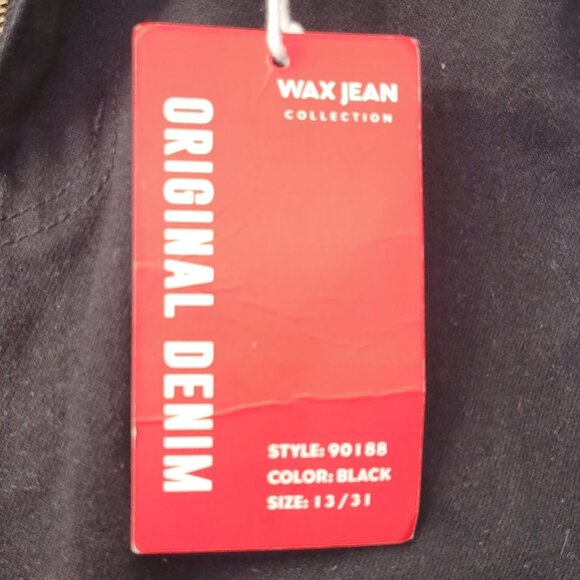 WAX JEAN
COLLECTION
ORIGINAL DENIM
STYLE: 90188
COLOR: BLACK
SIZE: 13/31